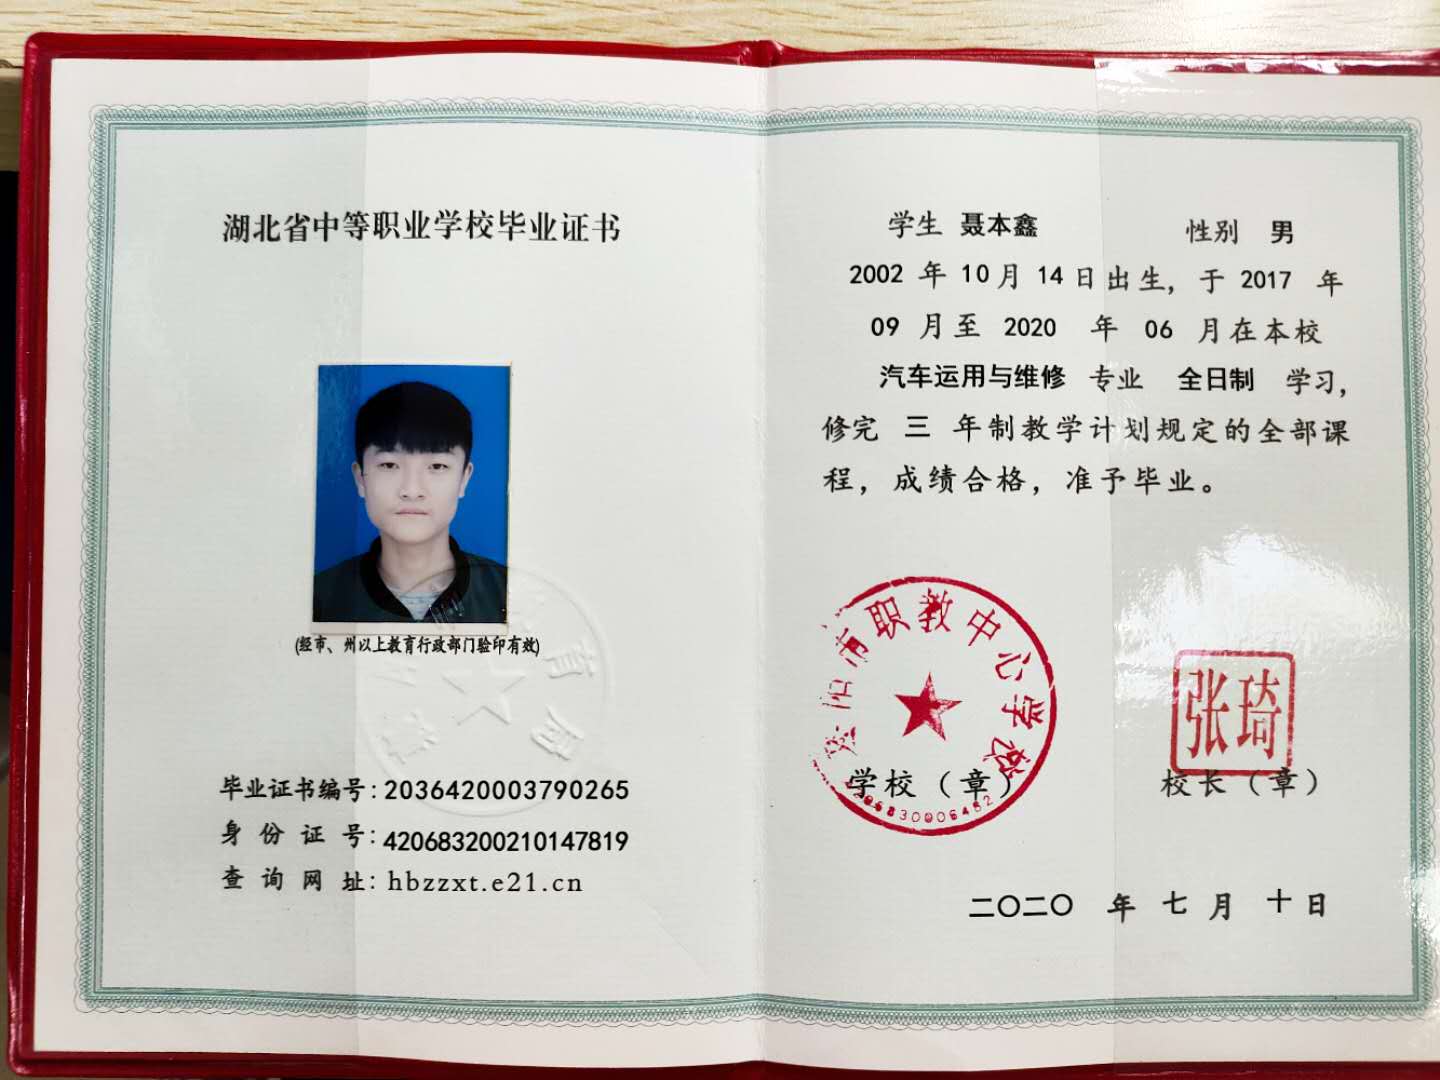 湖北省中等职业学校毕业证书
(经市、州以上教育行政部门验印有效)
育局
毕业证书编号:2036420003790265
身份证号:420683200210147819
查询网址:hbzzxt.e21.cn
学生 聂本鑫 性别 男
2002 年 10 月 14 日出生, 于 2017 年
09 月至 2020 年 06 月在本校
汽车运用与维修 专业 全日制 学习,
修完 三 年制教学计划规定的全部课
程, 成绩合格, 准予毕业。
阳市职教中心学校
张琦
学校(章) 校长(章)
二〇二〇 年 七 月 十 日